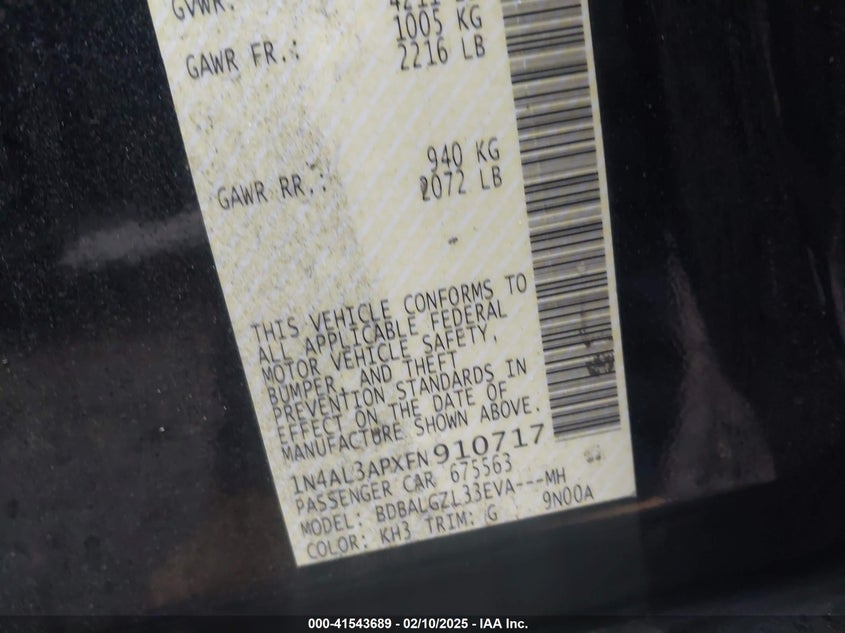 GVWR:
1005 KG
GAWR FR.: 2216 LB
940 KG
GAWR RR.: 2072 LB
THIS VEHICLE CONFORMS TO
ALL APPLICABLE FEDERAL
MOTOR VEHICLE SAFETY,
BUMPER, AND THEFT
PREVENTION STANDARDS IN
EFFECT ON THE DATE OF
MANUFACTURE SHOWN ABOVE.
1N4AL3APXFN910717
PASSENGER CAR 675563
MODEL: BDBALGZL33EVA---MH
COLOR: KH3 TRIM: G 9N00A
000-41543689 - 02/10/2025 - IAA Inc.